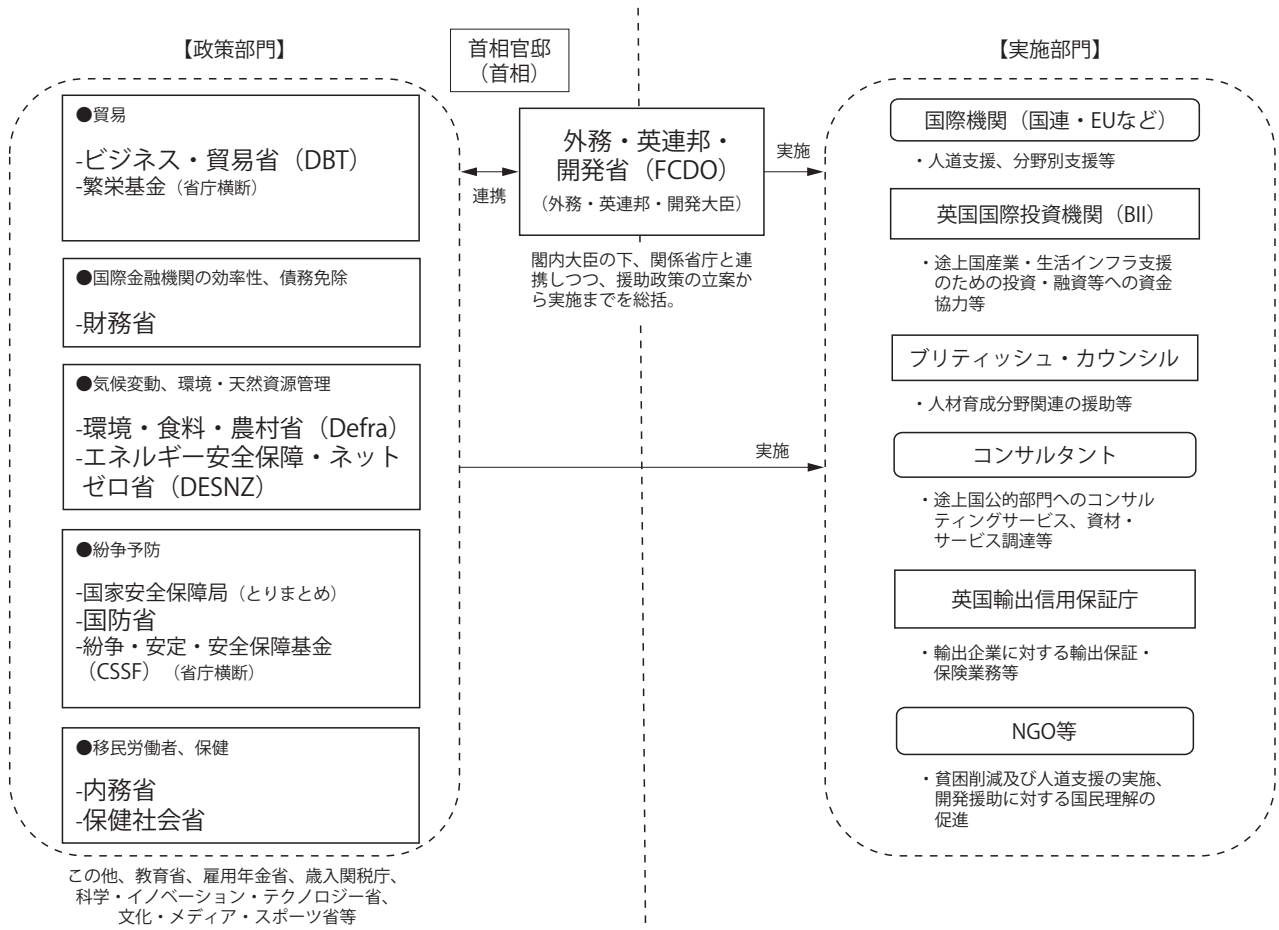 【政策部門】
●貿易
-ビジネス・貿易省（DBT）
-繁栄基金（省庁横断）
●国際金融機関の効率性、債務免除
-財務省
●気候変動、環境・天然資源管理
-環境・食料・農村省（Defra）
-エネルギー安全保障・ネット
ゼロ省（DESNZ）
●紛争予防
-国家安全保障局（とりまとめ）
-国防省
-紛争・安定・安全保障基金
（CSSF）（省庁横断）
●移民労働者、保健
-内務省
-保健社会省
この他、教育省、雇用年金省、歳入関税庁、
科学・イノベーション・テクノロジー省、
文化・メディア・スポーツ省等
首相官邸
（首相）
連携
外務・英連邦・
開発省（FCDO）
（外務・英連邦・開発大臣）
閣内大臣の下、関係省庁と連
携しつつ、援助政策の立案か
ら実施までを総括。
実施
実施
【実施部門】
国際機関（国連・EUなど）
・人道支援、分野別支援等
英国国際投資機関（BII）
・途上国産業・生活インフラ支援
のための投資・融資等への資金
協力等
ブリティッシュ・カウンシル
・人材育成分野関連の援助等
コンサルタント
・途上国公的部門へのコンサル
ティングサービス、資材・
サービス調達等
英国輸出信用保証庁
・輸出企業に対する輸出保証・
保険業務等
NGO等
・貧困削減及び人道支援の実施、
開発援助に対する国民理解の
促進